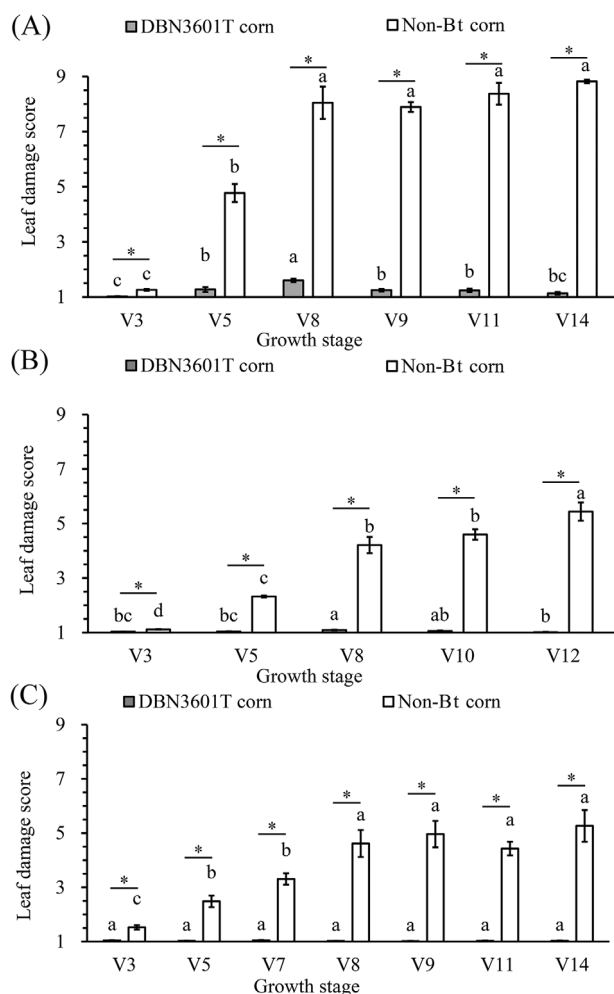 (A)
DBN3601T corn Non-Bt corn
Leaf damage score
9
7
5
3
1
* * * * * *
c c b b a a b a b a bc a
V3 V5 V8 V9 V11 V14
Growth stage
(B)
DBN3601T corn Non-Bt corn
Leaf damage score
9
7
5
3
1
* * * * *
bc d bc c a b ab b b a
V3 V5 V8 V10 V12
Growth stage
(C)
DBN3601T corn Non-Bt corn
Leaf damage score
9
7
5
3
1
* * * * * * *
a c a b a b a a a a a a a a
V3 V5 V7 V8 V9 V11 V14
Growth stage